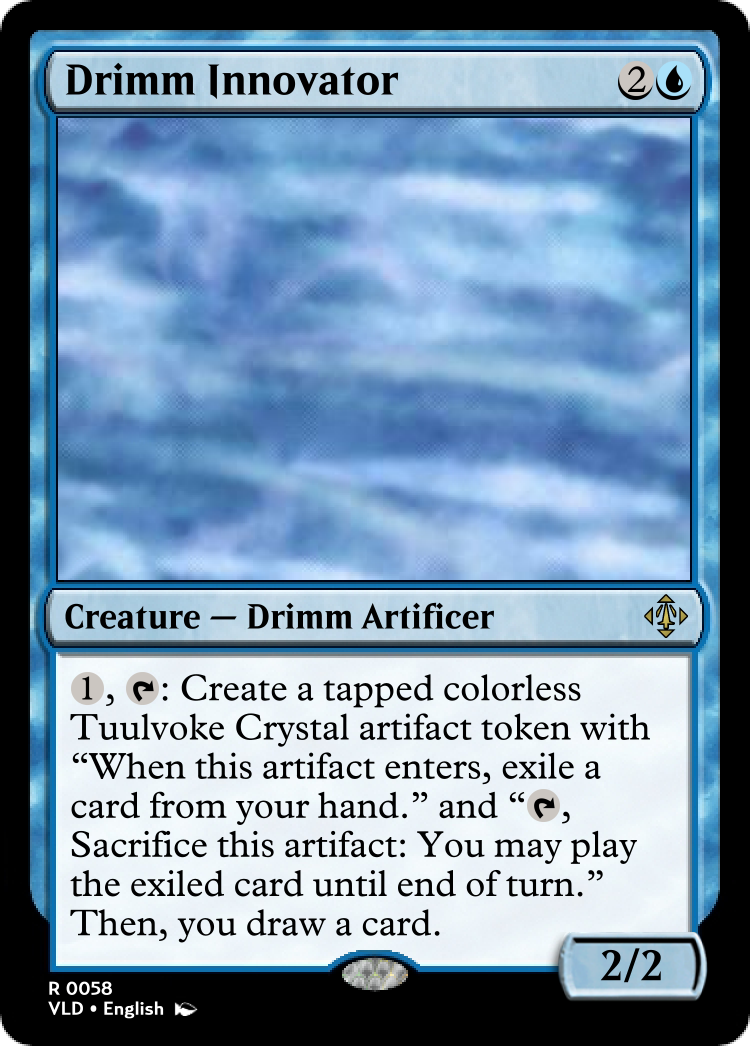 Drimm Innovator 2
Creature — Drimm Artificer
1, : Create a tapped colorless
Tuulvoke Crystal artifact token with
“When this artifact enters, exile a
card from your hand.” and “ ,
Sacrifice this artifact: You may play
the exiled card until end of turn.”
Then, you draw a card.
2/2
R 0058
VLD • English